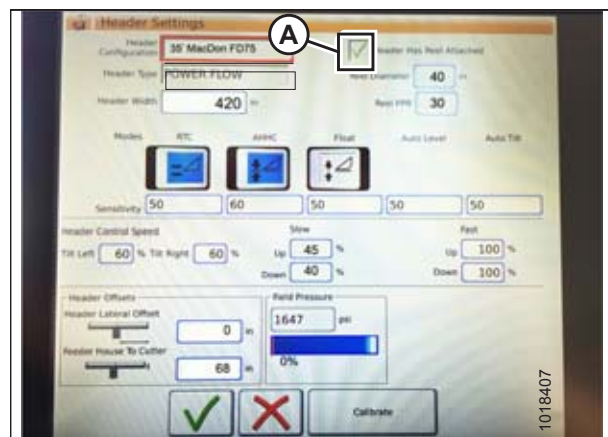 Header Settings
A
Header Configuration
35' MacDon FD75
Header Has Reel Attached
Header Type
POWER FLOW
Reel Diameter
40
in
Header Width
420
in
Reel PPR
30
Modes
RTC
AHHC
Float
Auto Level
Auto Tilt
Sensitivity
50
60
50
50
50
Header Control Speed
Slow
Fast
Tilt Left
60
%
Tilt Right
60
%
Up
45
%
Up
100
%
Down
40
%
Down
100
%
Header Offsets
Field Pressure
Header Lateral Offset
0
in
1647
psi
Feeder House To Cutter
68
in
0%
Calibrate
1018407